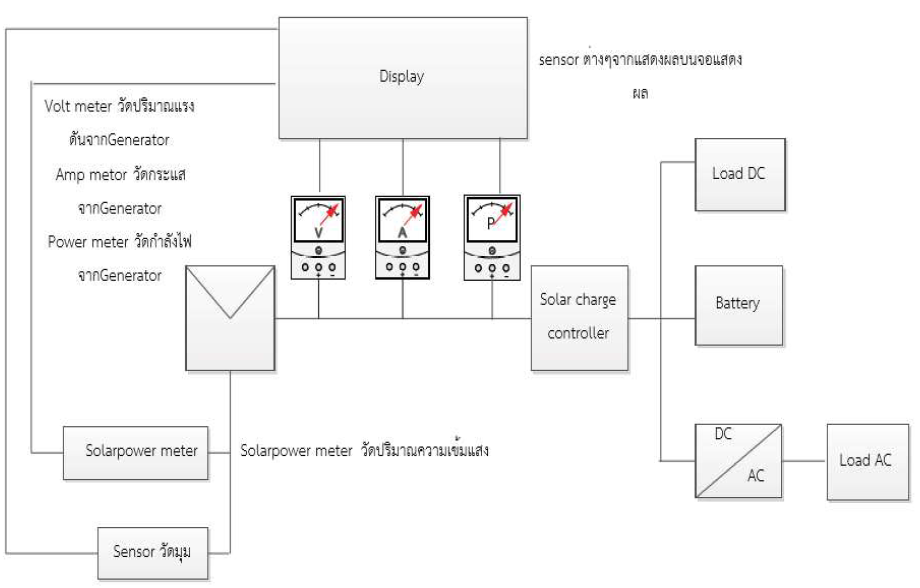 Display
sensor ต่างๆจากแสดงผลบนจอแสดง
ผล
Volt meter วัดปริมาณแรง
ดันจากGenerator
Amp metor วัดกระแส
จากGenerator
Power meter วัดกำลังไฟ
จากGenerator
V
A
P
Load DC
Solar charge
controller
Battery
Solarpower meter
Solarpower meter วัดปริมาณความเข้มแสง
DC
AC
Load AC
Sensor วัดมุม